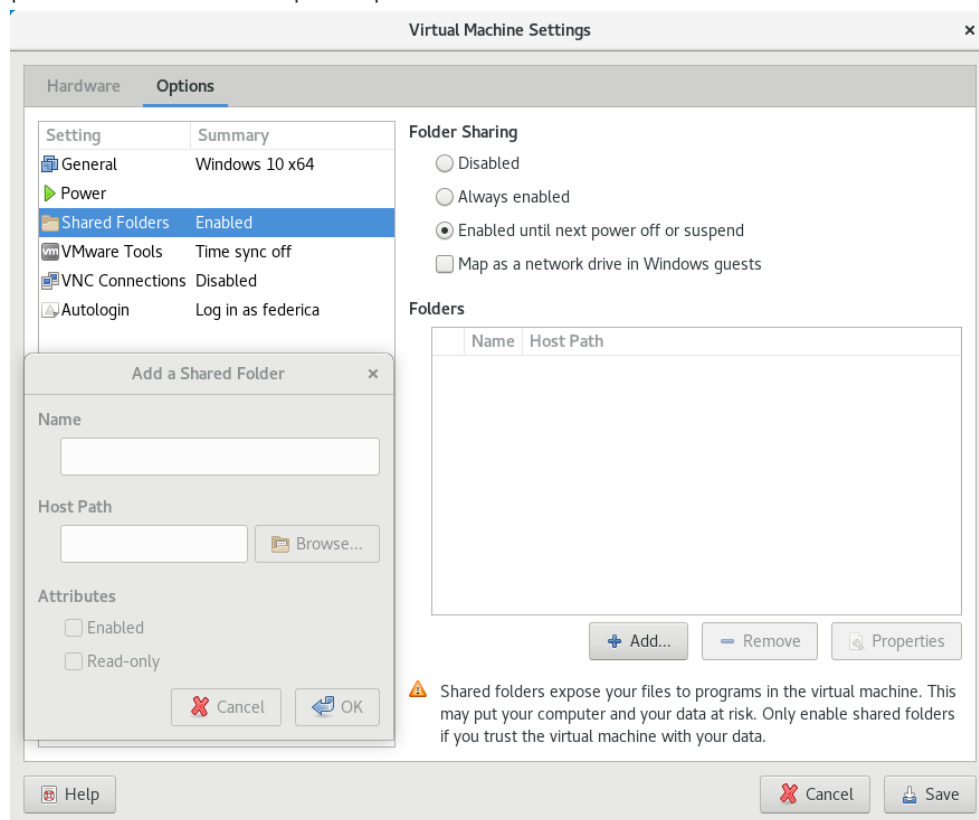 Virtual Machine Settings
Hardware Options
Setting Summary
General Windows 10 x64
Power
Shared Folders Enabled
VMware Tools Time sync off
VNC Connections Disabled
Autologin Log in as federica
Folder Sharing
Disabled
Always enabled
Enabled until next power off or suspend
Map as a network drive in Windows guests
Folders
Name Host Path
Add a Shared Folder
Name
Host Path
Browse...
Attributes
Enabled
Read-only
Cancel OK
Add... Remove Properties
Shared folders expose your files to programs in the virtual machine. This
may put your computer and your data at risk. Only enable shared folders
if you trust the virtual machine with your data.
Help Cancel Save